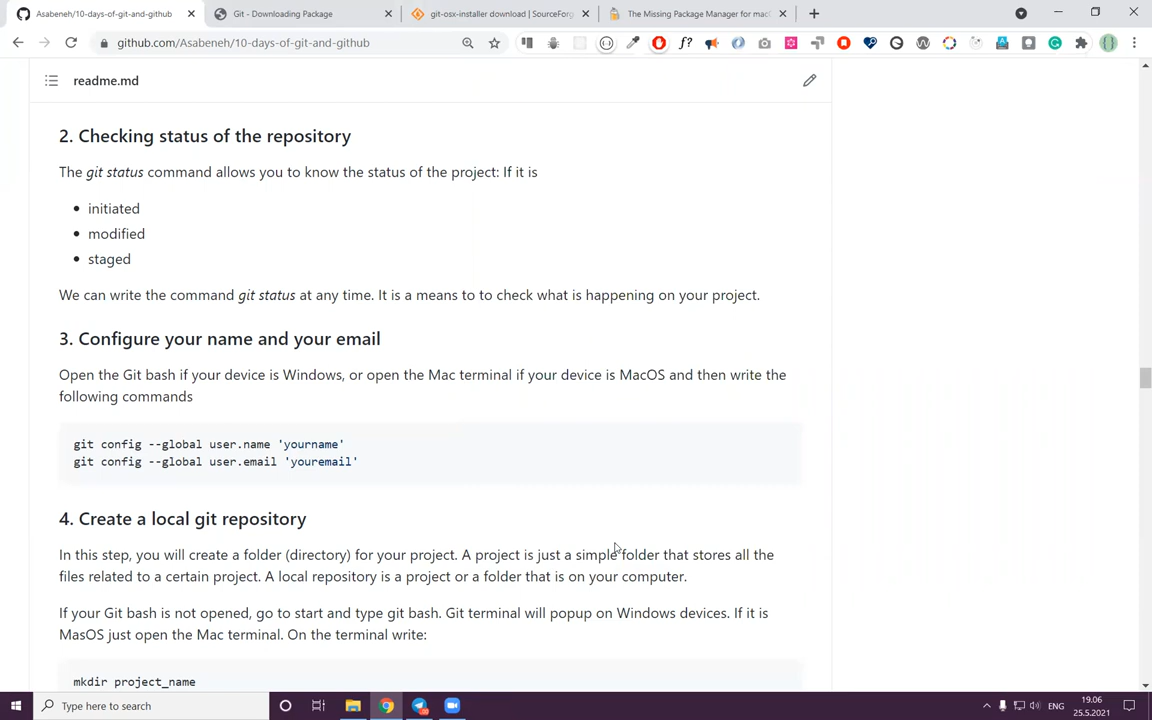 Asabeneh/10-days-of-git-and-github
Git - Downloading Package
git-osx-installer download | SourceForg
The Missing Package Manager for mac
github.com/Asabeneh/10-days-of-git-and-github
readme.md
2. Checking status of the repository
The git status command allows you to know the status of the project: If it is
initiated
modified
staged
We can write the command git status at any time. It is a means to to check what is happening on your project.
3. Configure your name and your email
Open the Git bash if your device is Windows, or open the Mac terminal if your device is MacOS and then write the
following commands
git config --global user.name 'yourname'
git config --global user.email 'youremail'
4. Create a local git repository
In this step, you will create a folder (directory) for your project. A project is just a simple folder that stores all the
files related to a certain project. A local repository is a project or a folder that is on your computer.
If your Git bash is not opened, go to start and type git bash. Git terminal will popup on Windows devices. If it is
MasOS just open the Mac terminal. On the terminal write:
mkdir project_name
Type here to search
ENG
19.06
25.5.2021